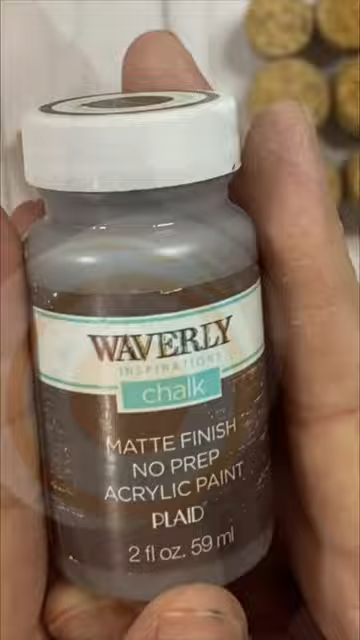 WAVERLY
INSPIRATIONS
chalk
MATTE FINISH
NO PREP
ACRYLIC PAINT
PLAID
2 fl oz. 59 ml